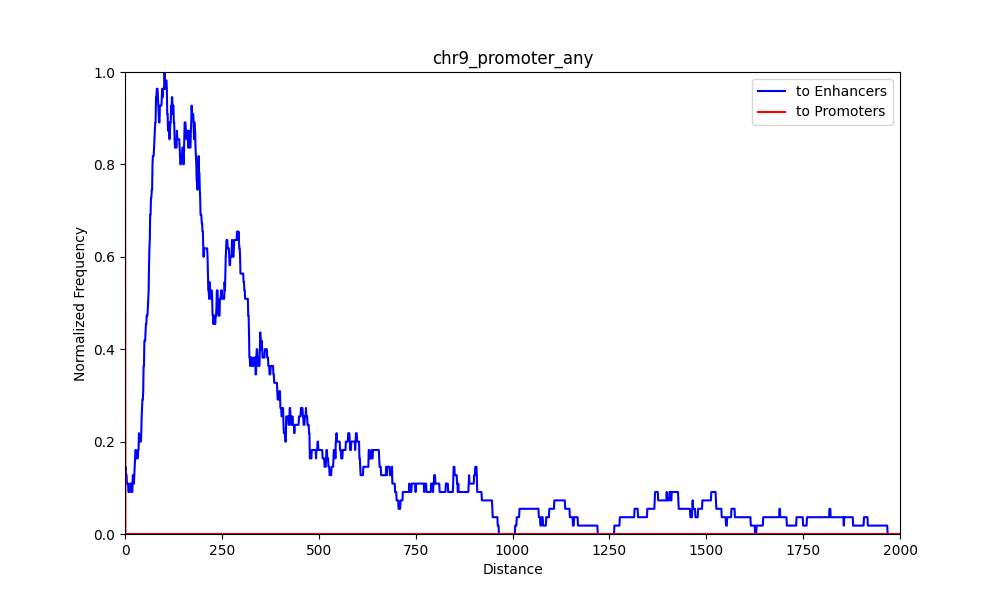 chr9_promoter_any
to Enhancers
to Promoters
Normalized Frequency
1.0
0.8
0.6
0.4
0.2
0.0
0 250 500 750 1000 1250 1500 1750 2000
Distance